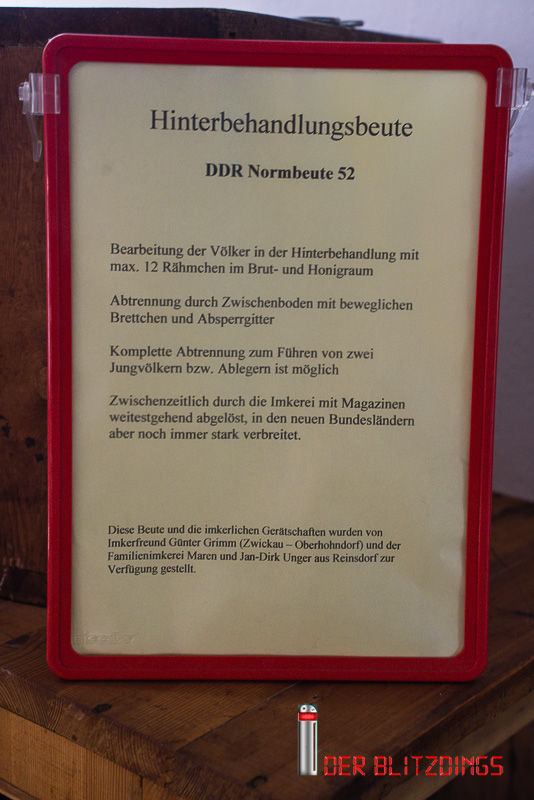 Hinterbehandlungsbeute
DDR Normbeute 52
Bearbeitung der Völker in der Hinterbehandlung mit
max. 12 Rähmchen im Brut- und Honigraum
Abtrennung durch Zwischenboden mit beweglichen
Brettchen und Absperrgitter
Komplette Abtrennung zum Führen von zwei
Jungvölkern bzw. Ablegern ist möglich
Zwischenzeitlich durch die Imkerei mit Magazinen
weitestgehend abgelöst, in den neuen Bundesländern
aber noch immer stark verbreitet.
Diese Beute und die imkerlichen Gerätschaften wurden von
Imkerfreund Günter Grimm (Zwickau – Oberhohndorf) und der
Familienimkerei Maren und Jan-Dirk Unger aus Reinsdorf zur
Verfügung gestellt.
DER BLITZDINGS